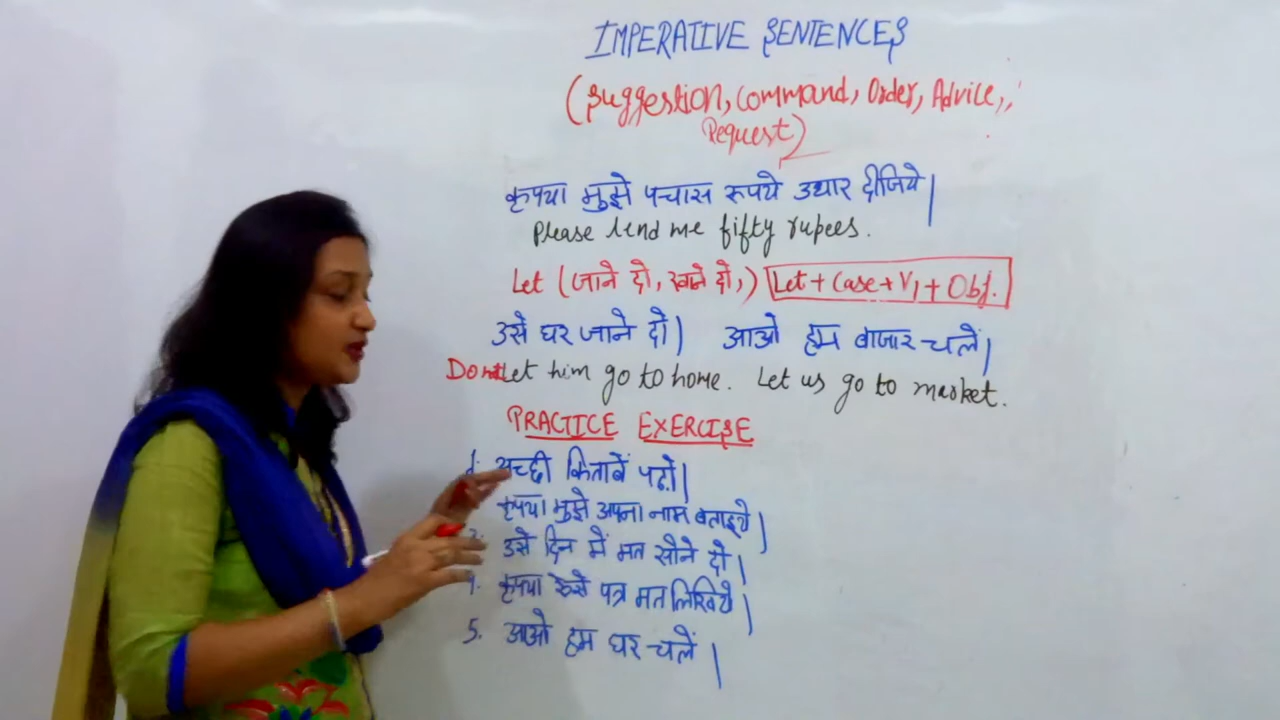 IMPERATIVE SENTENCES
(Suggestion, Command, Order, Advice,,
Request)
कृपया मुझे पचास रूपये उधार दीजिये|
Please lend me fifty rupees.
Let (जाने दो, खाने दो,) Let + Case + V1 + Obj.
उसे घर जाने दो| आओ हम बाजार चलें|
Do not Let him go to home. Let us go to market.
PRACTICE EXERCISE
1. अच्छी किताबें पढ़ो|
कृपया मुझे अपना नाम बताइये|
3. उसे दिन में मत सोने दो|
4. कृपया ऐसे पत्र मत लिखिये|
5. आओ हम घर चलें|